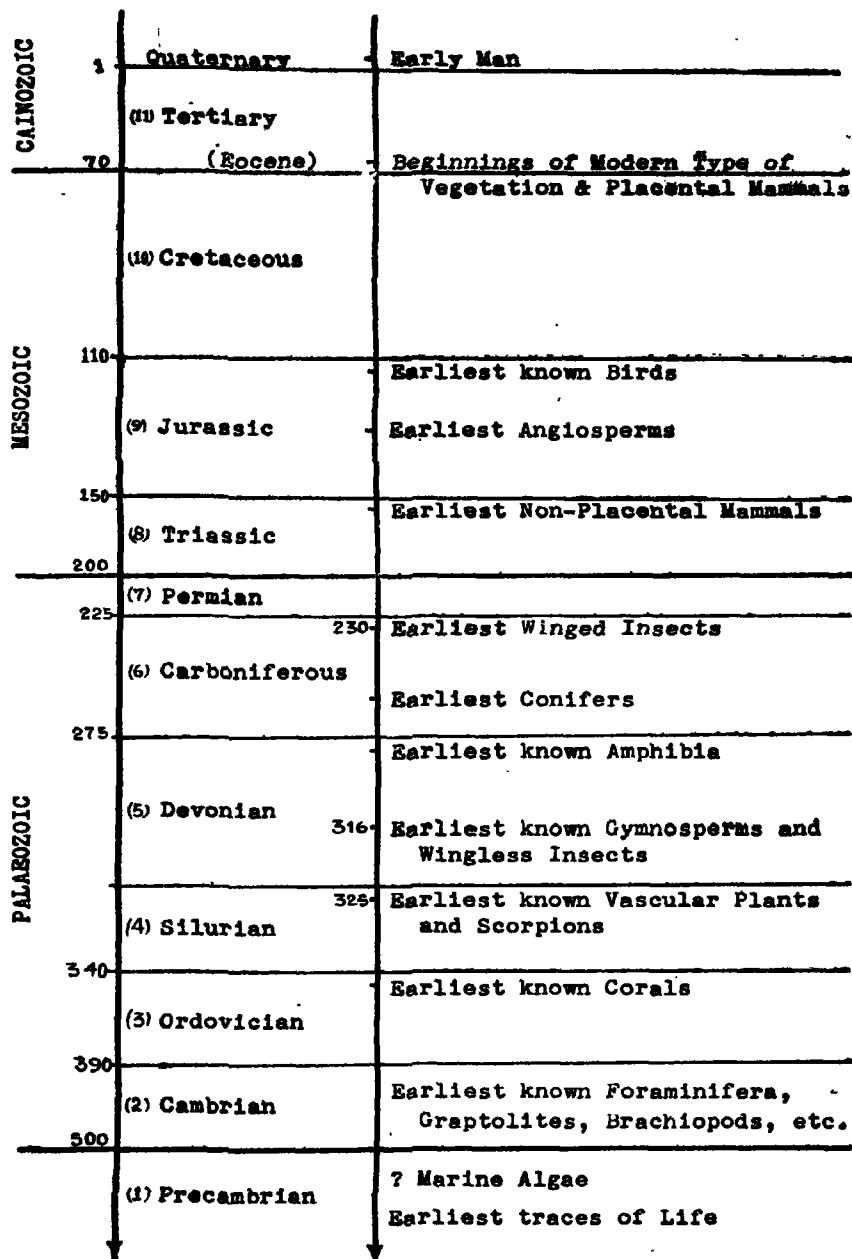 CAINOZOIC
Quaternary Early Man
1
(11) Tertiary
(Eocene) Beginnings of Modern Type of
70
Vegetation & Placental Mammals
MESOZOIC
(10) Cretaceous
110
Earliest known Birds
(9) Jurassic Earliest Angiosperms
150
Earliest Non-Placental Mammals
(8) Triassic
200
PALAEOZOIC
(7) Permian
225
230 Earliest Winged Insects
(6) Carboniferous
Earliest Conifers
275
Earliest known Amphibia
(5) Devonian
316 Earliest known Gymnosperms and
Wingless Insects
325 Earliest known Vascular Plants
(4) Silurian and Scorpions
340
Earliest known Corals
(3) Ordovician
390
Earliest known Foraminifera,
(2) Cambrian Graptolites, Brachiopods, etc.
500
? Marine Algae
(1) Precambrian
Earliest traces of Life